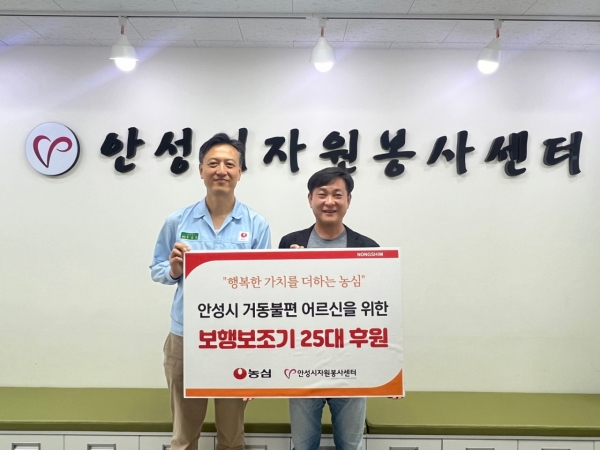 안성시자원봉사센터
NONGSHIM
"행복한 가치를 더하는 농심"
안성시 거동불편 어르신을 위한
보행보조기 25대 후원
농심 안성시자원봉사센터